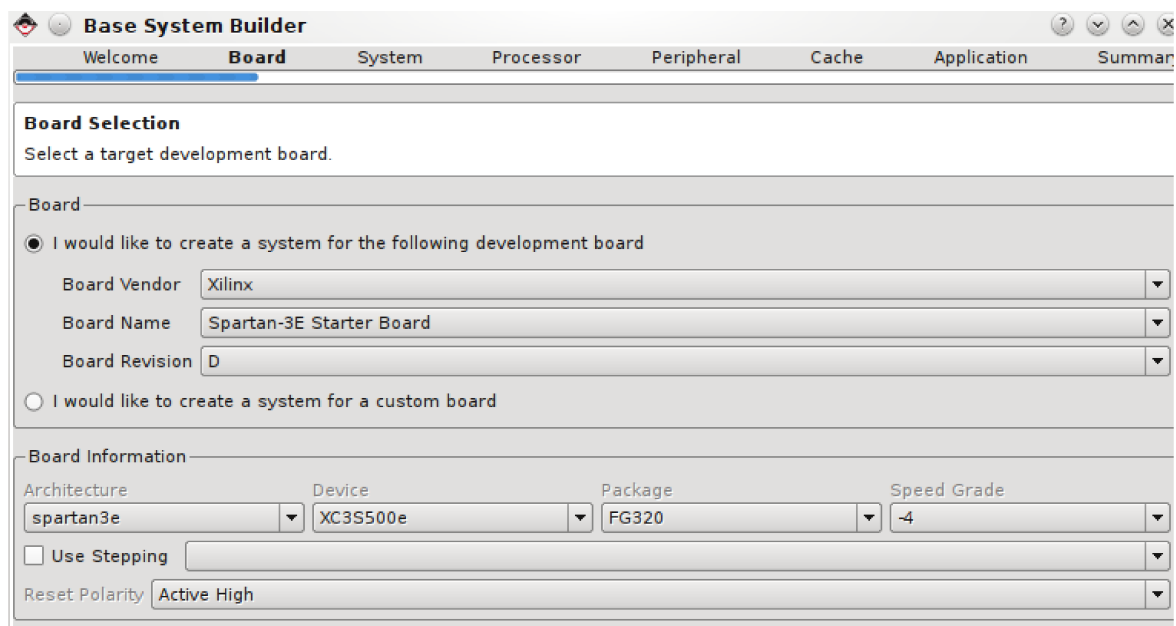 Base System Builder
Welcome Board System Processor Peripheral Cache Application Summary
Board Selection
Select a target development board.
Board
I would like to create a system for the following development board
Board Vendor Xilinx
Board Name Spartan-3E Starter Board
Board Revision D
I would like to create a system for a custom board
Board Information
Architecture Device Package Speed Grade
spartan3e XC3S500e FG320 -4
Use Stepping
Reset Polarity Active High